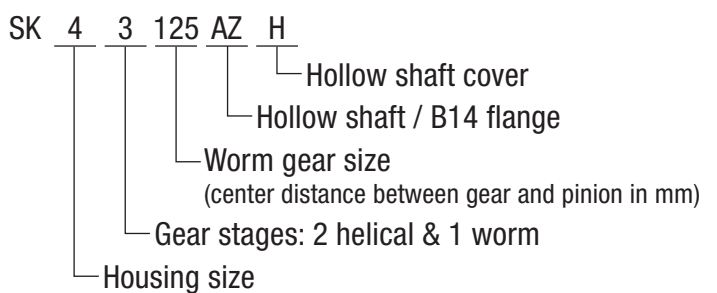 SK 4 3 125 AZ H
Hollow shaft cover
Hollow shaft / B14 flange
Worm gear size
(center distance between gear and pinion in mm)
Gear stages: 2 helical & 1 worm
Housing size